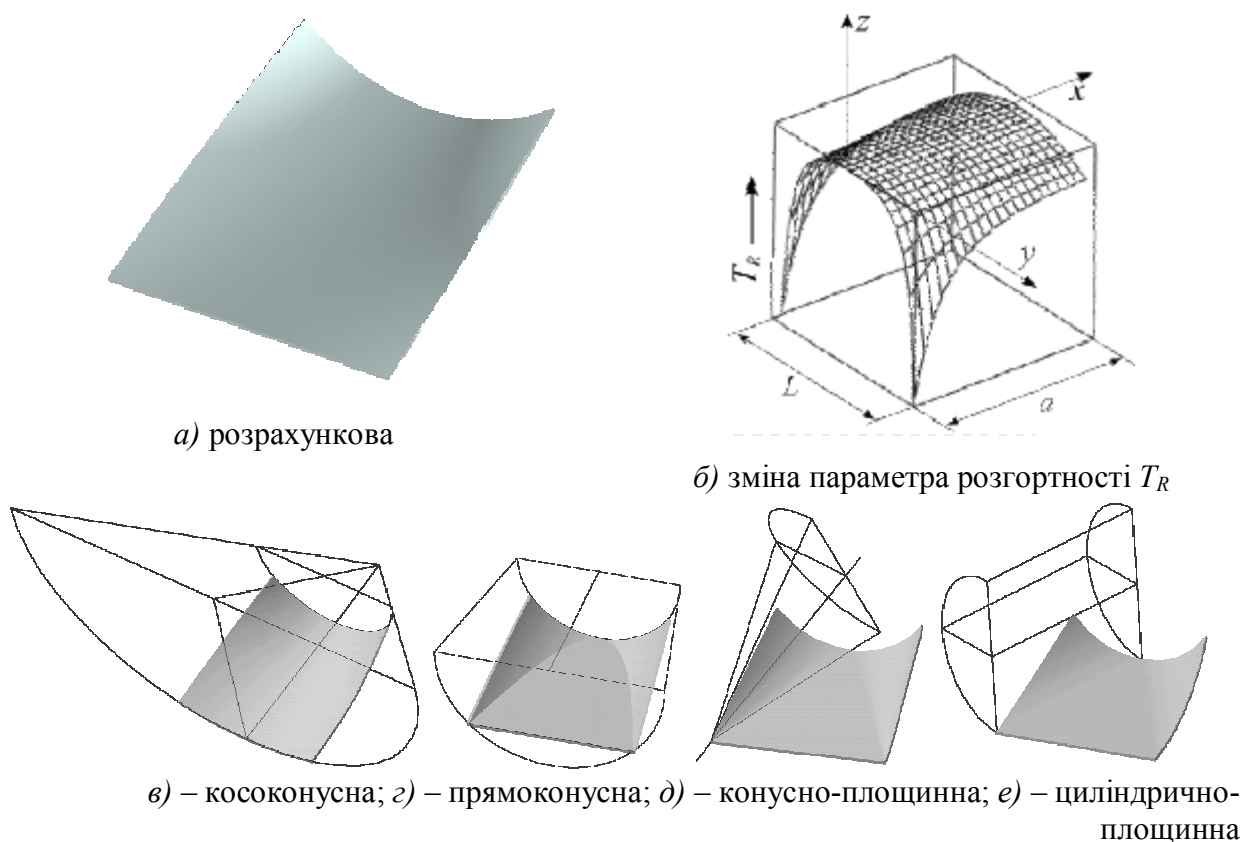 z
x
y
T_R
L
a
а) розрахункова
б) зміна параметра розгортності T_R
в) – косоконусна; г) – прямоконусна; д) – конусно-площинна; е) – циліндрично-
площинна